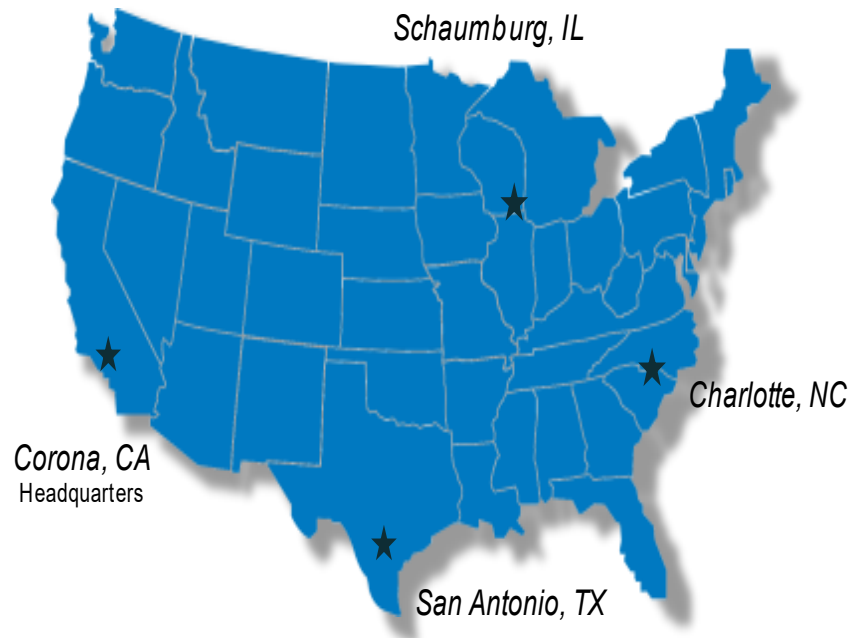 Schaumburg, IL
Charlotte, NC
Corona, CA
Headquarters
San Antonio, TX